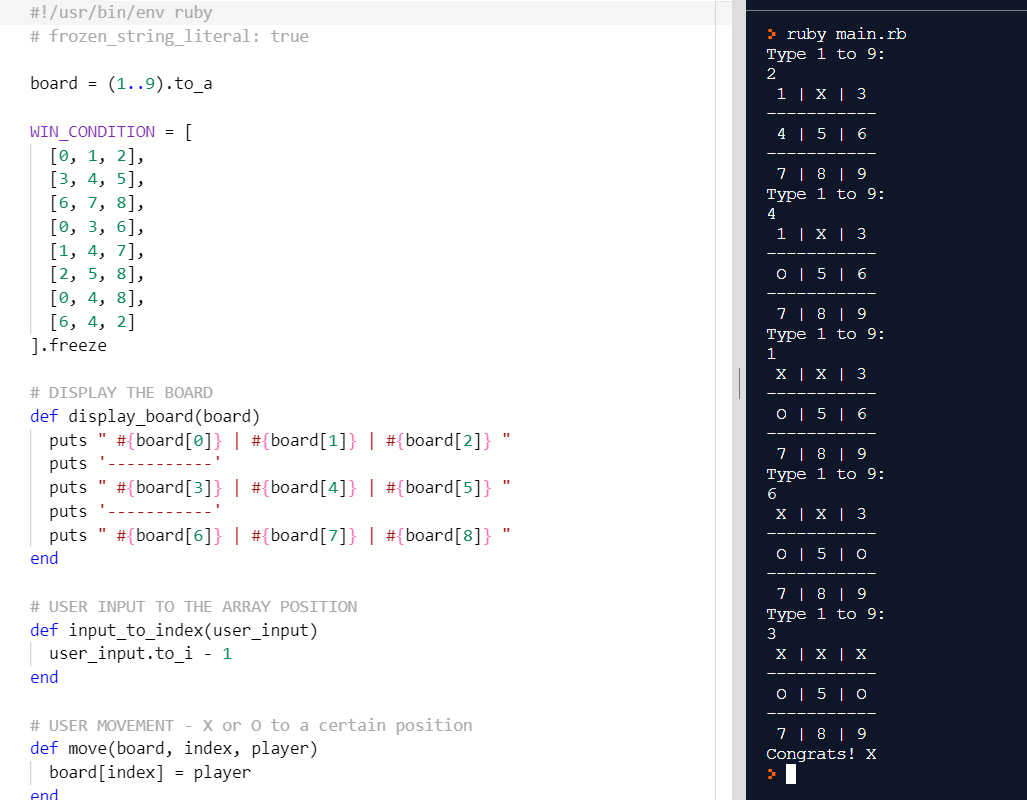 #!/usr/bin/env ruby
# frozen_string_literal: true
board = (1..9).to_a
WIN_CONDITION = [
  [0, 1, 2],
  [3, 4, 5],
  [6, 7, 8],
  [0, 3, 6],
  [1, 4, 7],
  [2, 5, 8],
  [0, 4, 8],
  [6, 4, 2]
].freeze
# DISPLAY THE BOARD
def display_board(board)
  puts " #{board[0]} | #{board[1]} | #{board[2]} "
  puts '-----------'
  puts " #{board[3]} | #{board[4]} | #{board[5]} "
  puts '-----------'
  puts " #{board[6]} | #{board[7]} | #{board[8]} "
end
# USER INPUT TO THE ARRAY POSITION
def input_to_index(user_input)
  user_input.to_i - 1
end
# USER MOVEMENT - X or O to a certain position
def move(board, index, player)
  board[index] = player
end
> ruby main.rb
Type 1 to 9:
2
 1 | X | 3
-----------
 4 | 5 | 6
-----------
 7 | 8 | 9
Type 1 to 9:
4
 1 | X | 3
-----------
 O | 5 | 6
-----------
 7 | 8 | 9
Type 1 to 9:
1
 X | X | 3
-----------
 O | 5 | 6
-----------
 7 | 8 | 9
Type 1 to 9:
6
 X | X | 3
-----------
 O | 5 | O
-----------
 7 | 8 | 9
Type 1 to 9:
3
 X | X | X
-----------
 O | 5 | O
-----------
 7 | 8 | 9
Congrats! X
>